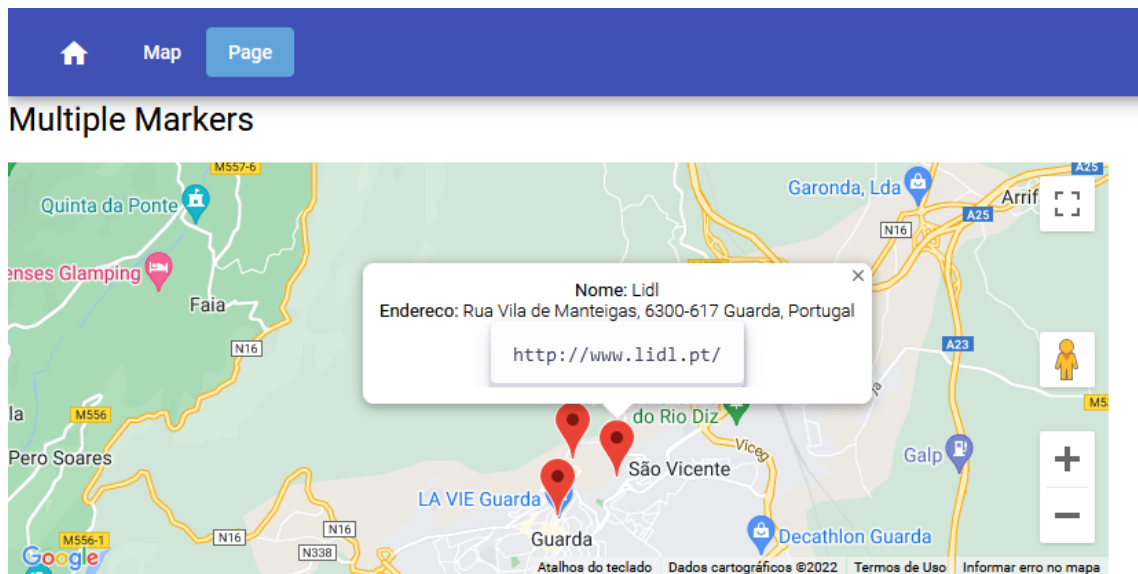 Map
Page
Multiple Markers
M557-6
A25
Quinta da Ponte
Garonda, Lda
Arrif
A25
N16
enses Glamping
Nome: Lidl
Endereco: Rua Vila de Manteigas, 6300-617 Guarda, Portugal
Faia
http://www.lidl.pt/
N16
A23
la
M556
do Rio Diz
M5
Viceg
Pero Soares
São Vicente
Galp
LA VIE Guarda
N16
N16
Guarda
Decathlon Guarda
M556-1
N338
Google
Atalhos do teclado
Dados cartográficos ©2022
Termos de Uso
Informar erro no mapa